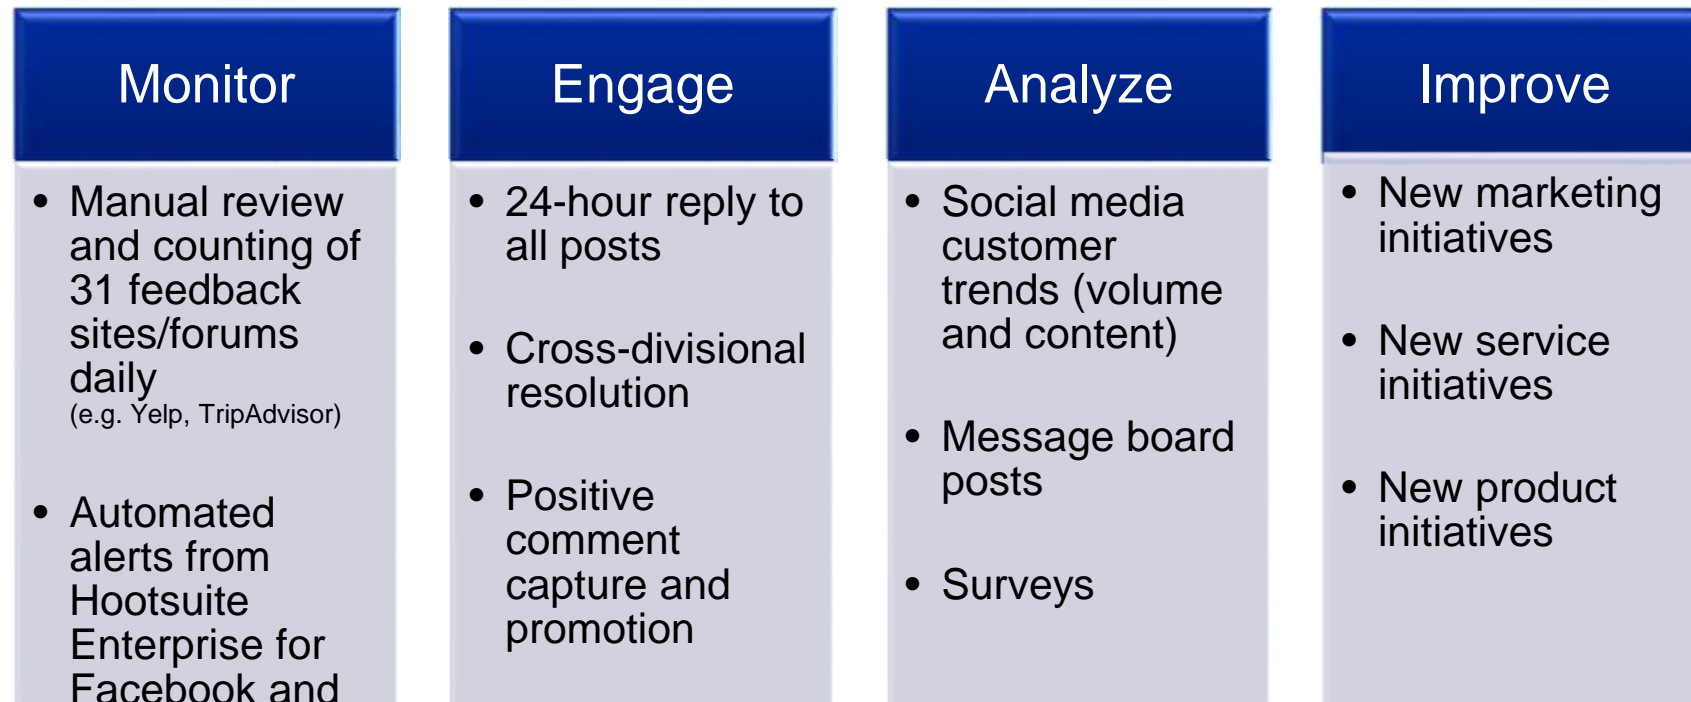 Monitor
• Manual review
and counting of
31 feedback
sites/forums
daily
(e.g. Yelp, TripAdvisor)
• Automated
alerts from
Hootsuite
Enterprise for
Facebook and
Engage
• 24-hour reply to
all posts
• Cross-divisional
resolution
• Positive
comment
capture and
promotion
Analyze
• Social media
customer
trends (volume
and content)
• Message board
posts
• Surveys
Improve
• New marketing
initiatives
• New service
initiatives
• New product
initiatives